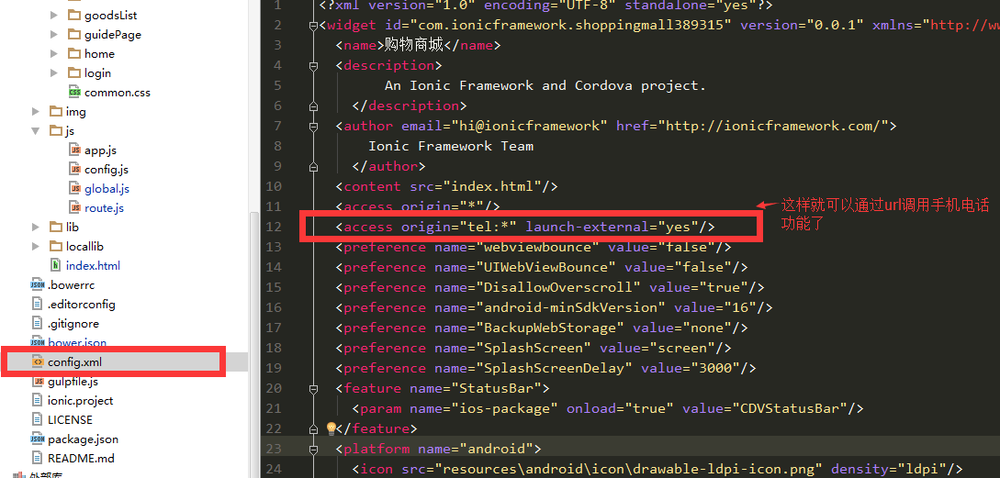 goodsList
guidePage
home
login
common.css
img
js
app.js
config.js
global.js
route.js
lib
locallib
index.html
.bowerrc
.editorconfig
.gitignore
bower.json
config.xml
gulpfile.js
ionic.project
LICENSE
package.json
README.md
外部库
1 <?xml version="1.0" encoding="UTF-8" standalone="yes"?>
2 <widget id="com.ionicframework.shoppingmall389315" version="0.0.1" xmlns="http://ww
3 <name>购物商城</name>
4 <description>
5 An Ionic Framework and Cordova project.
6 </description>
7 <author email="hi@ionicframework" href="http://ionicframework.com/">
8 Ionic Framework Team
9 </author>
10 <content src="index.html"/>
11 <access origin="*"/>
12 <access origin="tel:*" launch-external="yes"/>
13 <preference name="webviewbounce" value="false"/>
14 <preference name="UIWebViewBounce" value="false"/>
15 <preference name="DisallowOverscroll" value="true"/>
16 <preference name="android-minSdkVersion" value="16"/>
17 <preference name="BackupWebStorage" value="none"/>
18 <preference name="SplashScreen" value="screen"/>
19 <preference name="SplashScreenDelay" value="3000"/>
20 <feature name="StatusBar">
21 <param name="ios-package" onload="true" value="CDVStatusBar"/>
22 </feature>
23 <platform name="android">
24 <icon src="resources\android\icon\drawable-ldpi-icon.png" density="ldpi"/>
这样就可以通过url调用手机电话
功能了